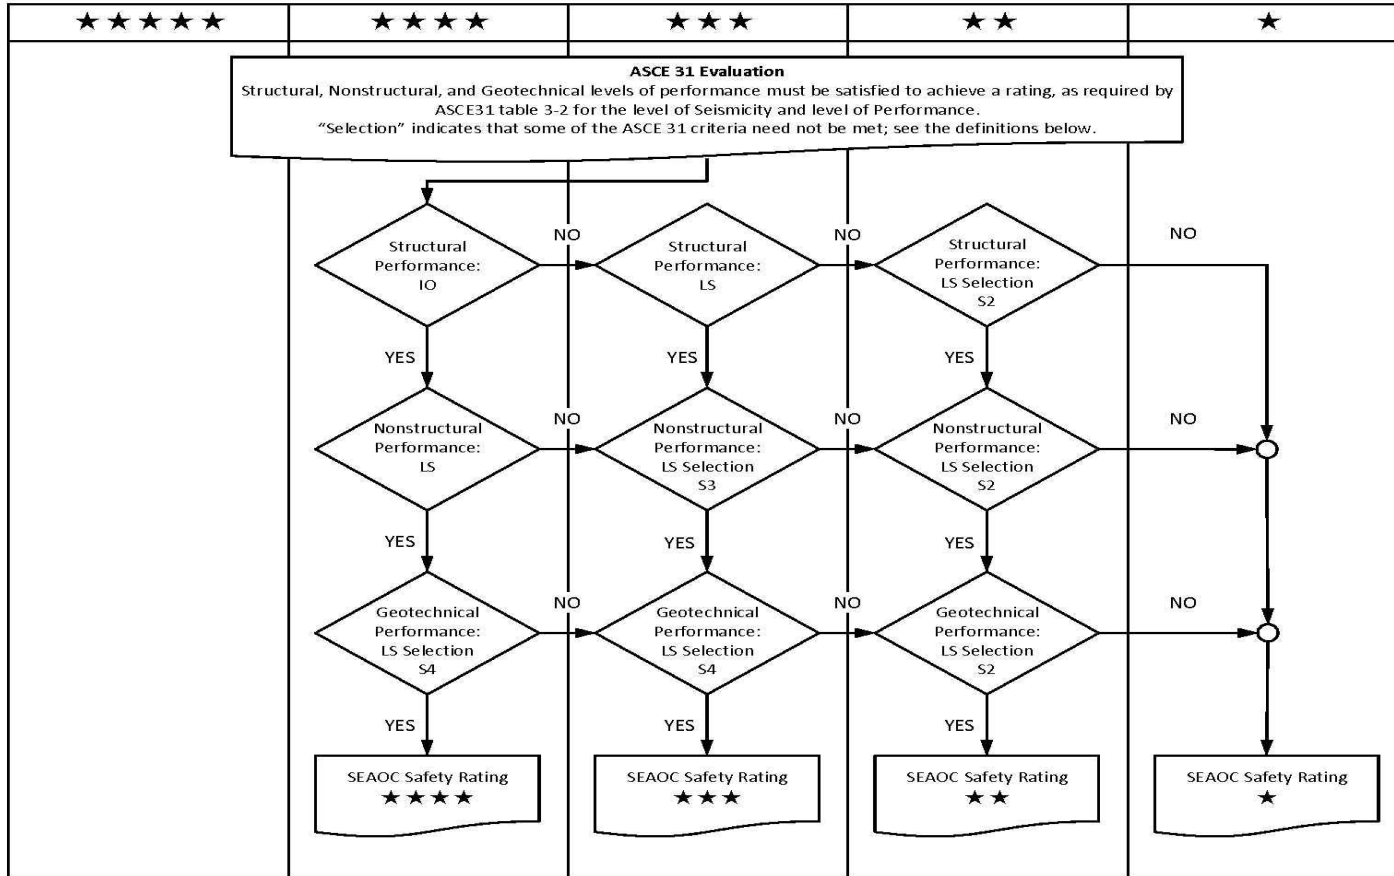 ★★★★★ ★★★★ ★★★ ★★ ★
ASCE 31 Evaluation
Structural, Nonstructural, and Geotechnical levels of performance must be satisfied to achieve a rating, as required by
ASCE31 table 3-2 for the level of Seismicity and level of Performance.
“Selection” indicates that some of the ASCE 31 criteria need not be met; see the definitions below.
Structural
Performance:
IO
NO
Structural
Performance:
LS
NO
Structural
Performance:
LS Selection
S2
NO
YES
YES
YES
Nonstructural
Performance:
LS
NO
Nonstructural
Performance:
LS Selection
S3
NO
Nonstructural
Performance:
LS Selection
S2
NO
YES
YES
YES
Geotechnical
Performance:
LS Selection
S4
NO
Geotechnical
Performance:
LS Selection
S4
NO
Geotechnical
Performance:
LS Selection
S2
NO
YES
YES
YES
SEAOC Safety Rating
★★★★
SEAOC Safety Rating
★★★
SEAOC Safety Rating
★★
SEAOC Safety Rating
★